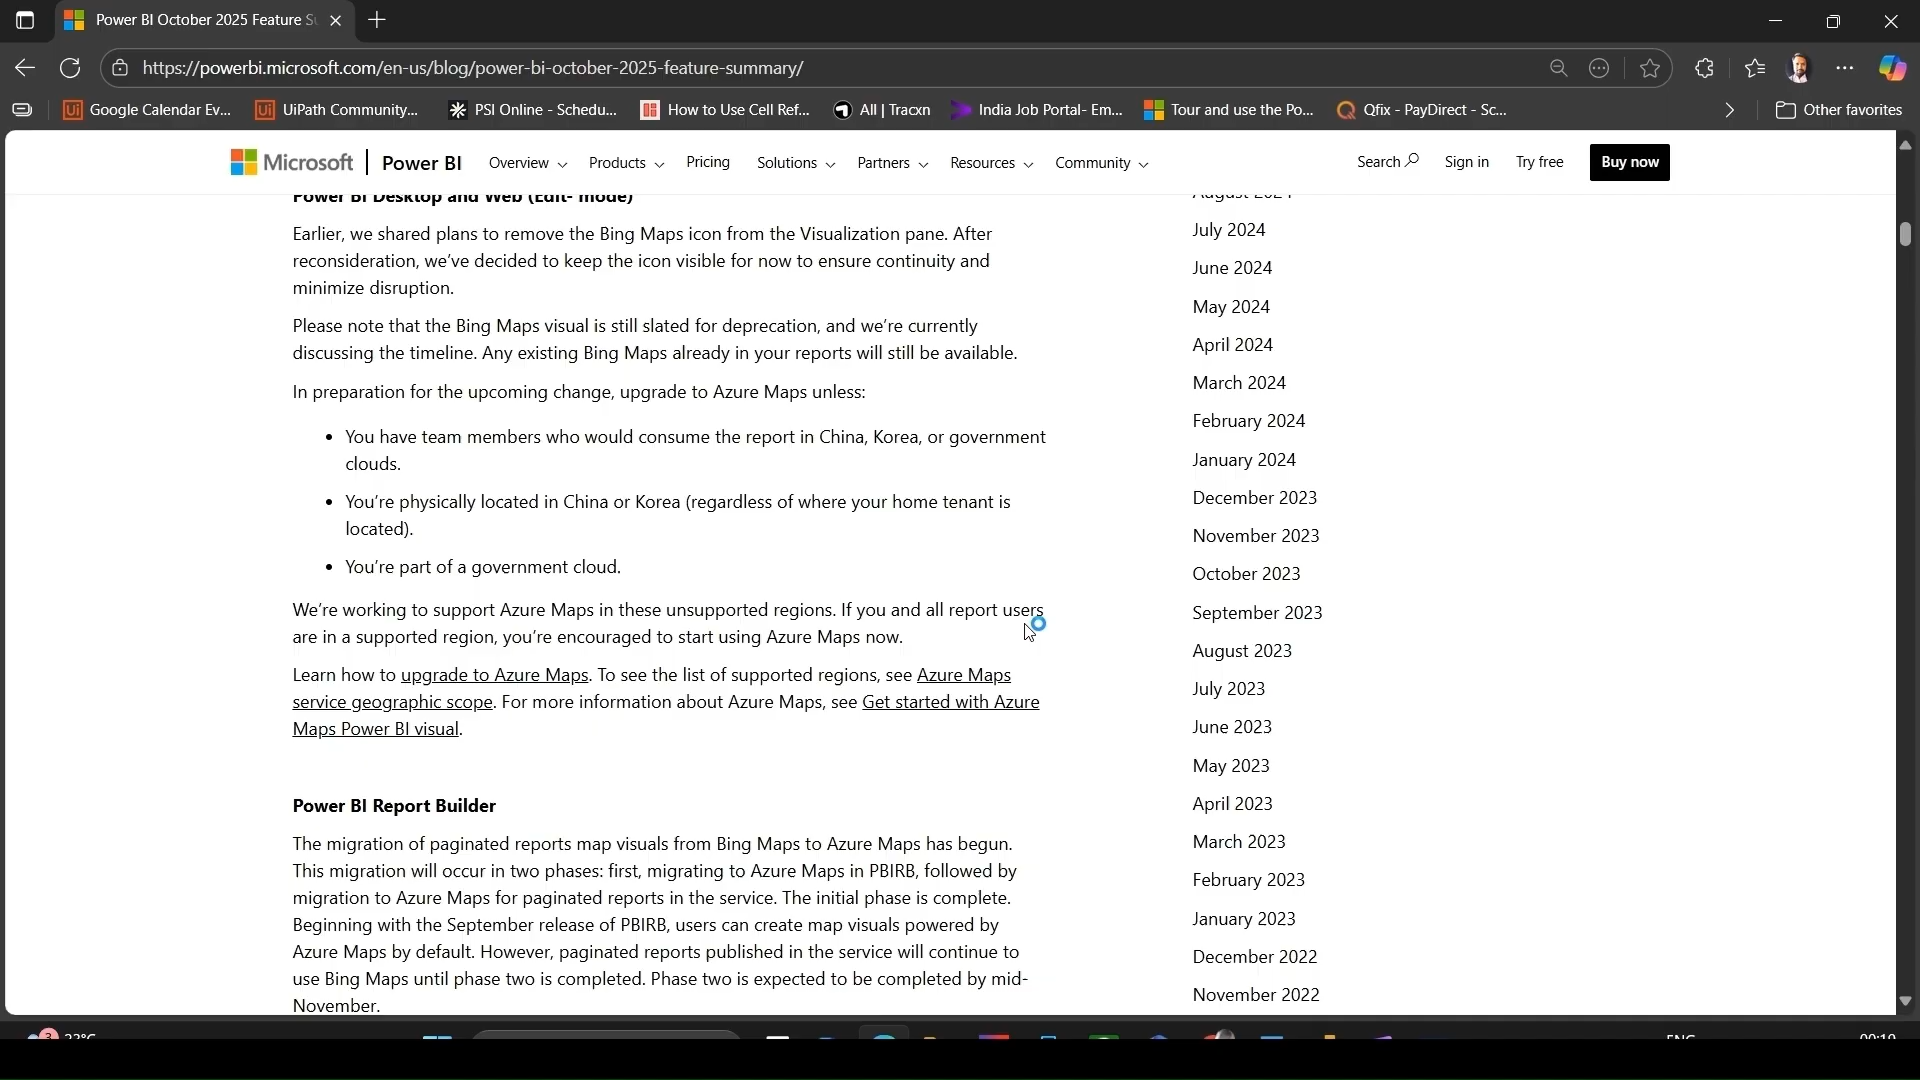 Power BI October 2025 Feature Su
https://powerbi.microsoft.com/en-us/blog/power-bi-october-2025-feature-summary/
Google Calendar Ev... UiPath Community... PSI Online - Schedu... How to Use Cell Ref... All | Tracxn India Job Portal- Em... Tour and use the Po... Qfix - PayDirect - Sc... Other favorites
Microsoft Power BI Overview Products Pricing Solutions Partners Resources Community Search Sign in Try free Buy now
Power BI Desktop and Web (Edit- mode)
Earlier, we shared plans to remove the Bing Maps icon from the Visualization pane. After
reconsideration, we've decided to keep the icon visible for now to ensure continuity and
minimize disruption.
Please note that the Bing Maps visual is still slated for deprecation, and we're currently
discussing the timeline. Any existing Bing Maps already in your reports will still be available.
In preparation for the upcoming change, upgrade to Azure Maps unless:
• You have team members who would consume the report in China, Korea, or government
clouds.
• You're physically located in China or Korea (regardless of where your home tenant is
located).
• You're part of a government cloud.
We're working to support Azure Maps in these unsupported regions. If you and all report users
are in a supported region, you're encouraged to start using Azure Maps now.
Learn how to upgrade to Azure Maps. To see the list of supported regions, see Azure Maps
service geographic scope. For more information about Azure Maps, see Get started with Azure
Maps Power BI visual.
Power BI Report Builder
The migration of paginated reports map visuals from Bing Maps to Azure Maps has begun.
This migration will occur in two phases: first, migrating to Azure Maps in PBIRB, followed by
migration to Azure Maps for paginated reports in the service. The initial phase is complete.
Beginning with the September release of PBIRB, users can create map visuals powered by
Azure Maps by default. However, paginated reports published in the service will continue to
use Bing Maps until phase two is completed. Phase two is expected to be completed by mid-
November.
August 2024
July 2024
June 2024
May 2024
April 2024
March 2024
February 2024
January 2024
December 2023
November 2023
October 2023
September 2023
August 2023
July 2023
June 2023
May 2023
April 2023
March 2023
February 2023
January 2023
December 2022
November 2022
3
ENG